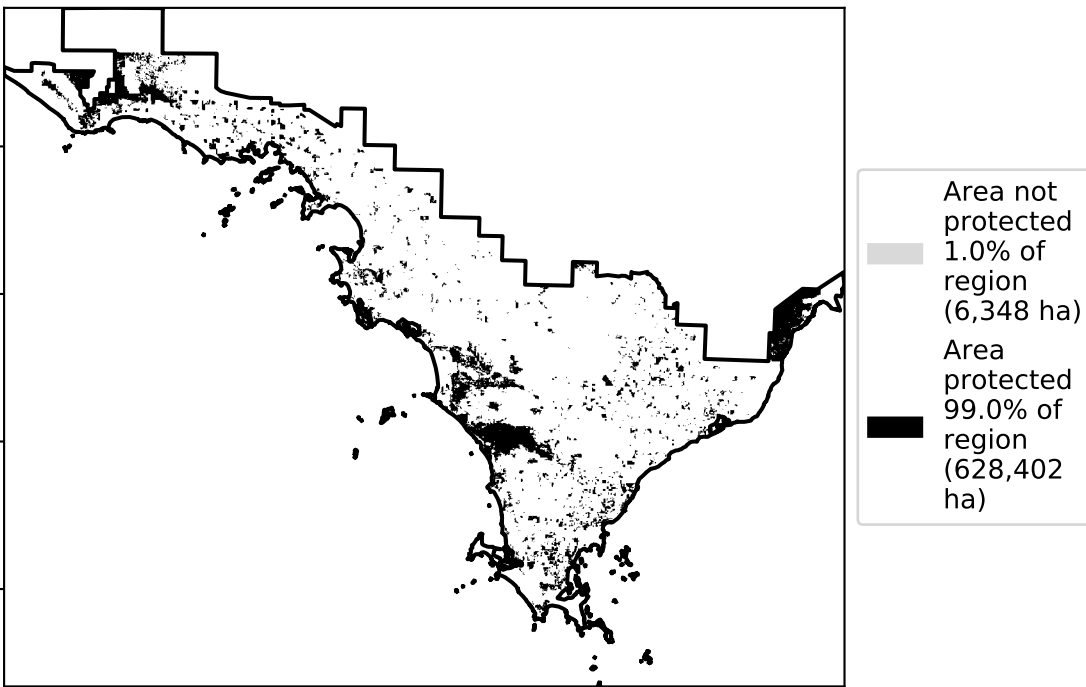 Area not
protected
1.0% of
region
(6,348 ha)
Area
protected
99.0% of
region
(628,402
ha)